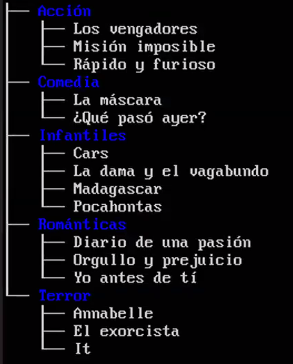 Acción
Los vengadores
Misión imposible
Rápido y furioso
Comedia
La máscara
¿Qué pasó ayer?
Infantiles
Cars
La dama y el vagabundo
Madagascar
Pocahontas
Románticas
Diario de una pasión
Orgullo y prejuicio
Yo antes de tí
Terror
Annabelle
El exorcista
It